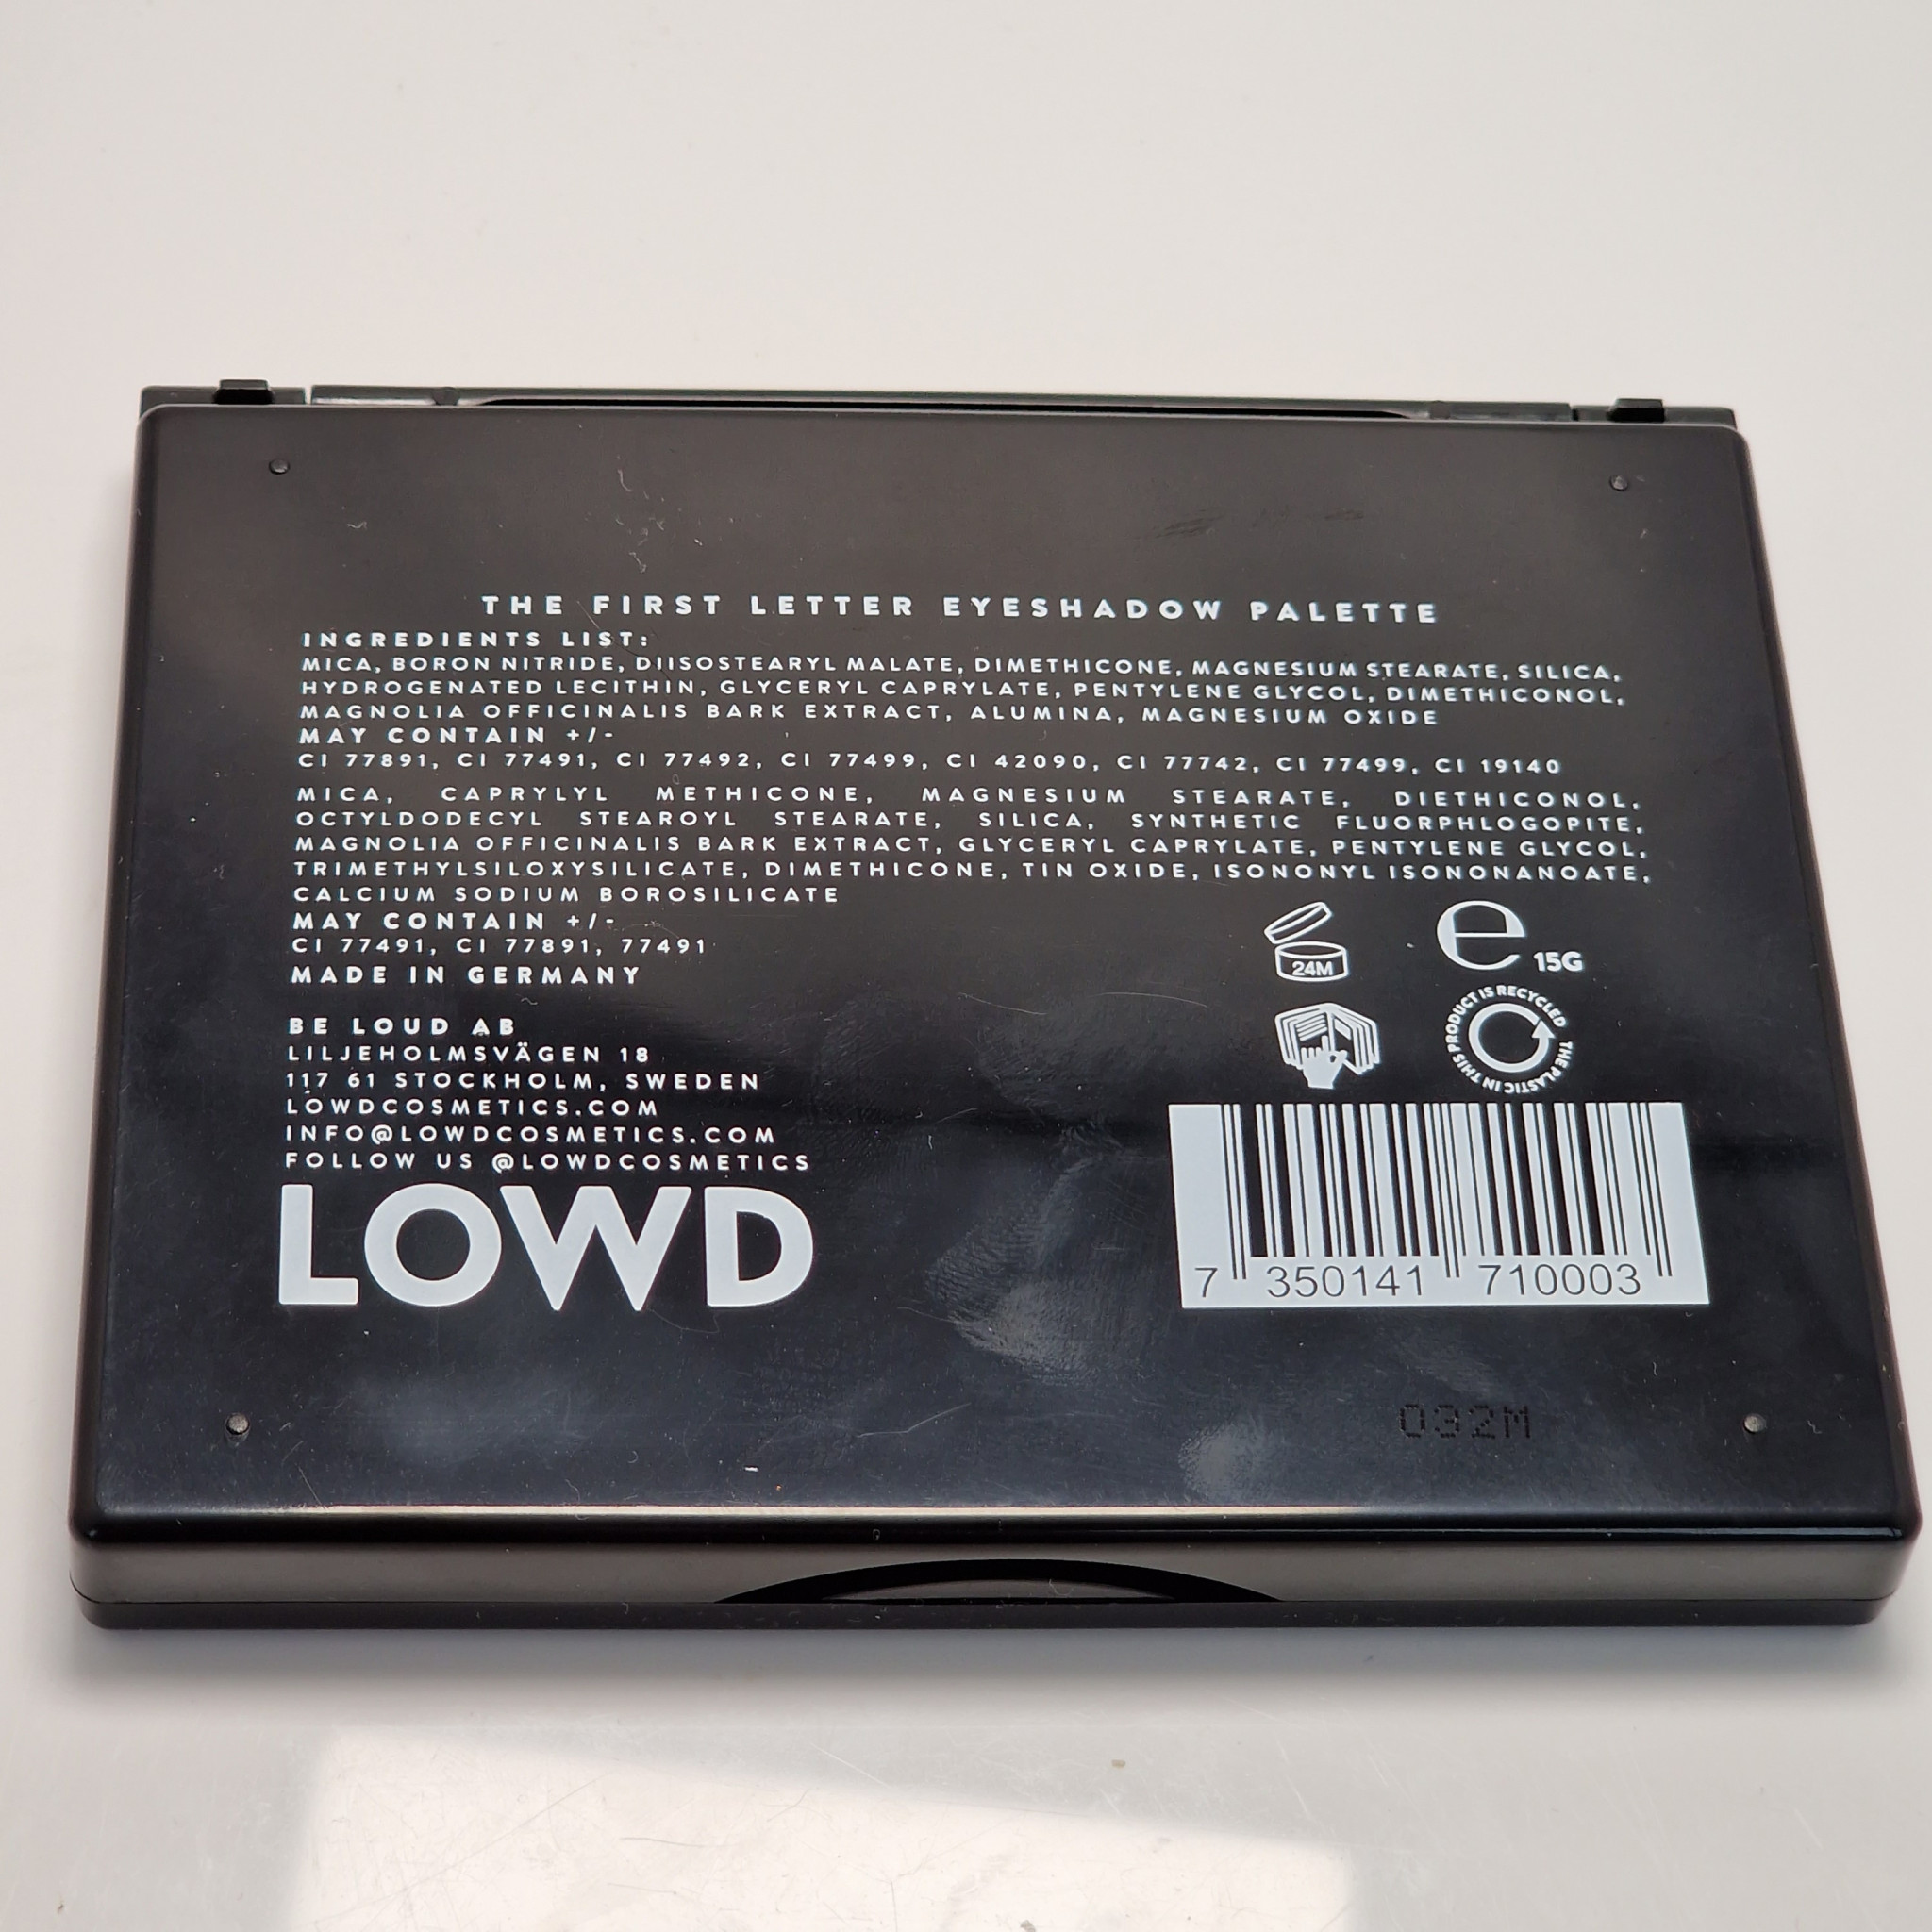 THE FIRST LETTER EYESHADOW PALETTE
INGREDIENTS LIST:
MICA, BORON NITRIDE, DIISOSTEARYL MALATE, DIMETHICONE, MAGNESIUM STEARATE, SILICA,
HYDROGENATED LECITHIN, GLYCERYL CAPRYLATE, PENTYLENE GLYCOL, DIMETHICONOL,
MAGNOLIA OFFICINALIS BARK EXTRACT, ALUMINA, MAGNESIUM OXIDE
MAY CONTAIN +/-
CI 77891, CI 77491, CI 77492, CI 77499, CI 42090, CI 77742, CI 77499, CI 19140
MICA, CAPRYLYL METHICONE, MAGNESIUM STEARATE, DIETHICONOL,
OCTYLDODECYL STEAROYL STEARATE, SILICA, SYNTHETIC FLUORPHLOGOPITE,
MAGNOLIA OFFICINALIS BARK EXTRACT, GLYCERYL CAPRYLATE, PENTYLENE GLYCOL,
TRIMETHYLSILOXYSILICATE, DIMETHICONE, TIN OXIDE, ISONONYL ISONONANOATE,
CALCIUM SODIUM BOROSILICATE
MAY CONTAIN +/-
CI 77491, CI 77891, 77491
MADE IN GERMANY
BE LOUD AB
LILJEHOLMSVÄGEN 18
117 61 STOCKHOLM, SWEDEN
LOWDCOSMETICS.COM
INFO@LOWDCOSMETICS.COM
FOLLOW US @LOWDCOSMETICS
LOWD
24M
e 15G
THE PLASTIC IN THIS PRODUCT IS RECYCLED
7 350141 710003
032M